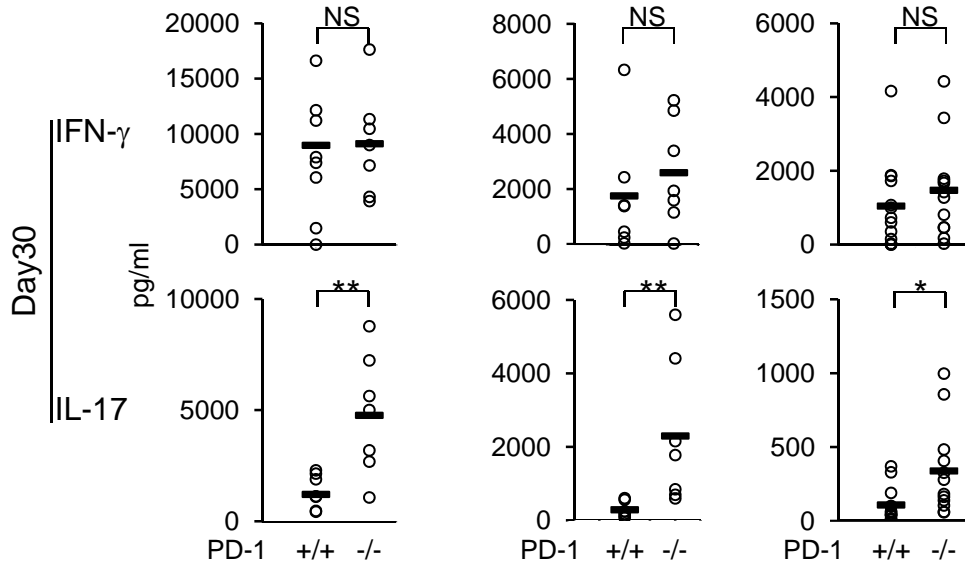 NS NS NS
20000 8000 6000
15000 6000
4000
IFN-γ 10000 4000
2000
5000 2000
0 0 0
Day30
pg/ml
** ** *
10000 6000 1500
4000 1000
IL-17 5000
2000 500
0 0 0
PD-1 +/+ -/- PD-1 +/+ -/- PD-1 +/+ -/-